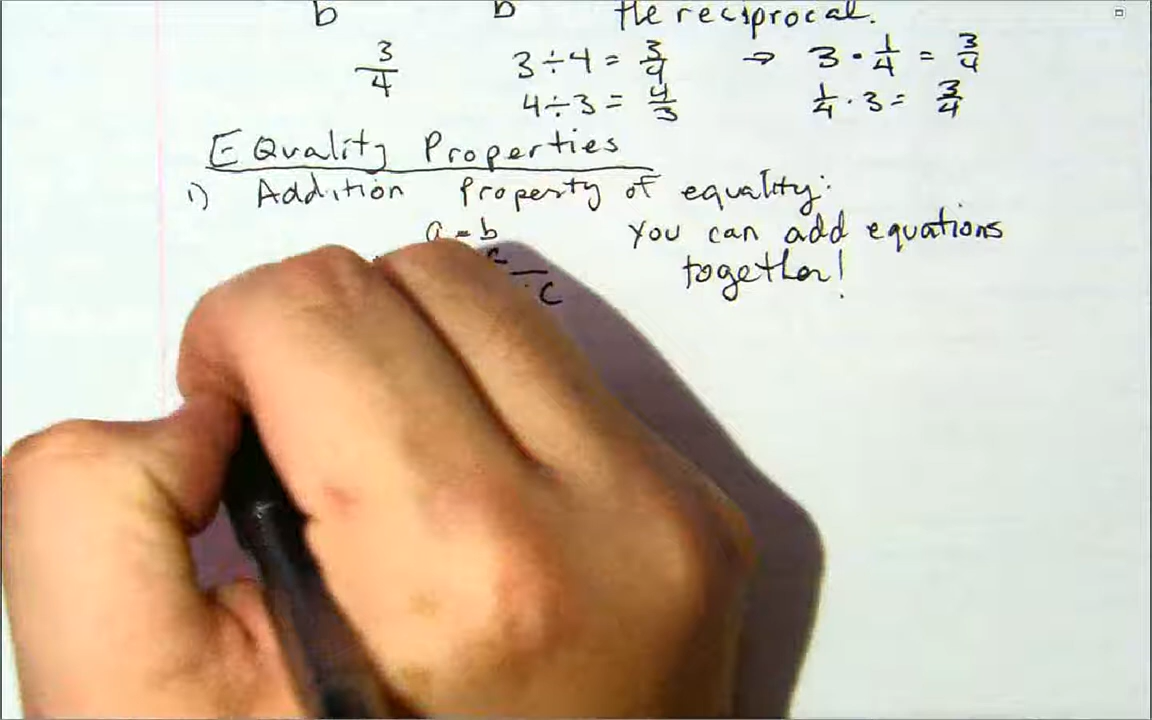 b b the reciprocal.
3/4 3÷4 = 3/4 → 3 · 1/4 = 3/4
4÷3 = 4/3 1/4 · 3 = 3/4
EQuality Properties
1) Addition Property of equality:
a = b you can add equations
together!
c